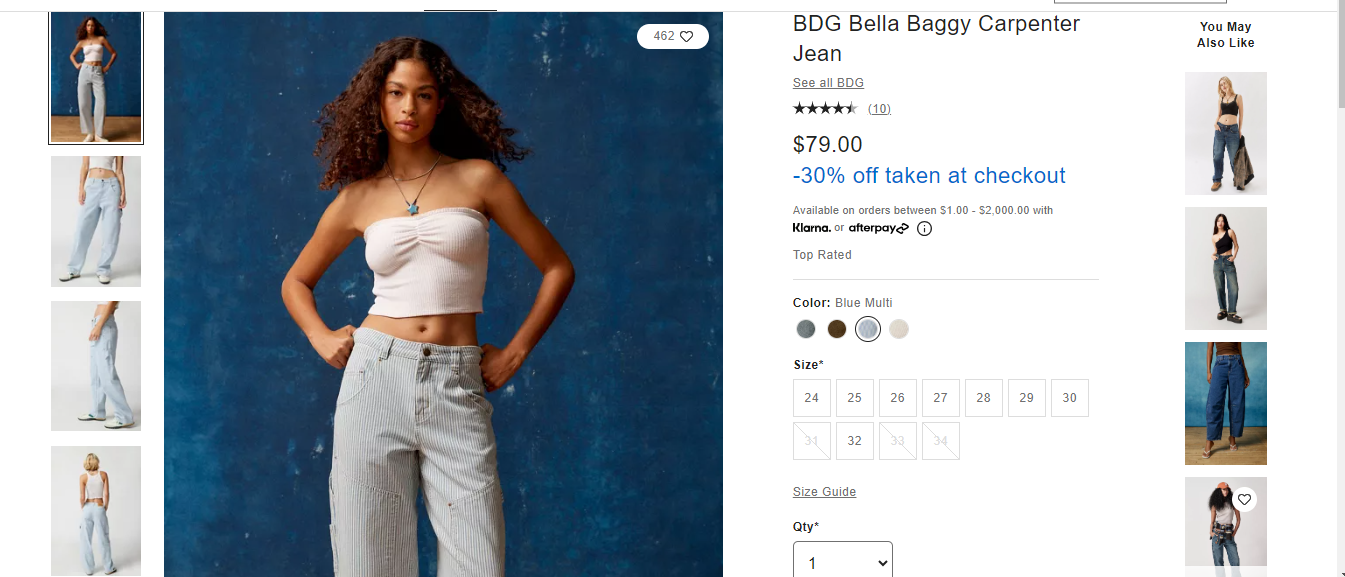 462
BDG Bella Baggy Carpenter
Jean
See all BDG
(10)
$79.00
-30% off taken at checkout
Available on orders between $1.00 - $2,000.00 with
Klarna. or afterpay
Top Rated
Color: Blue Multi
Size*
24 25 26 27 28 29 30
31 32 33 34
Size Guide
Qty*
1
You May
Also Like